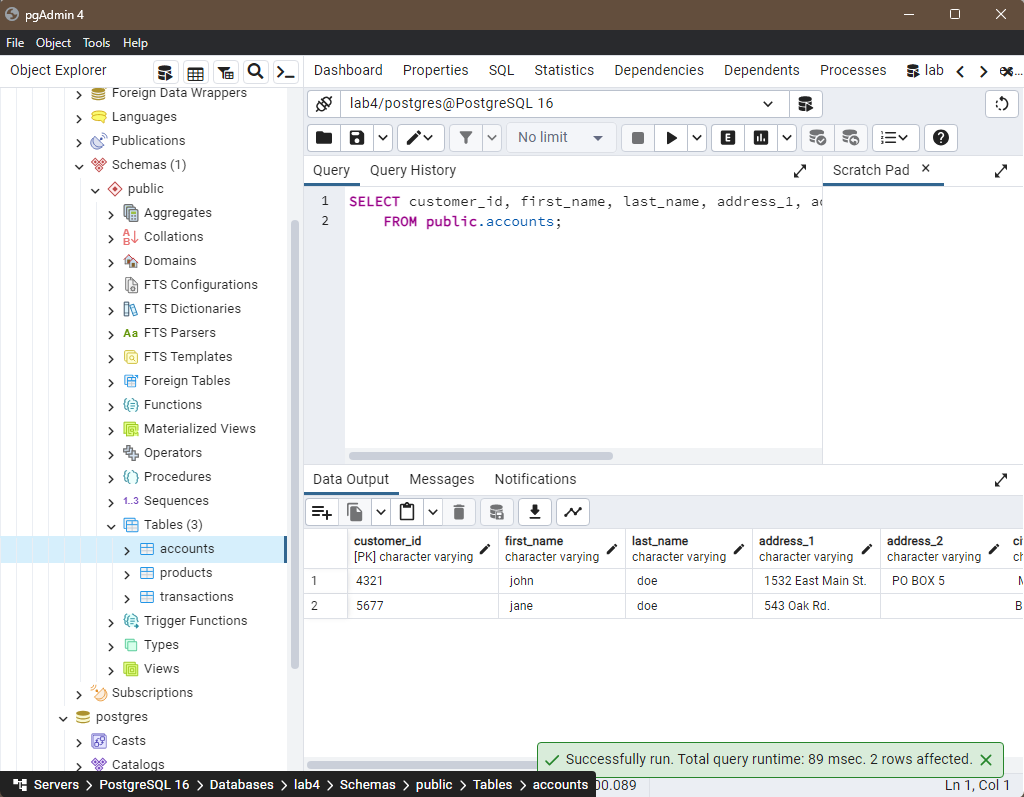 pgAdmin 4
File Object Tools Help
Object Explorer
Dashboard Properties SQL Statistics Dependencies Dependents Processes lab
Foreign Data Wrappers
Languages
Publications
Schemas (1)
public
Aggregates
Collations
Domains
FTS Configurations
FTS Dictionaries
Aa FTS Parsers
FTS Templates
Foreign Tables
Functions
Materialized Views
Operators
Procedures
1..3 Sequences
Tables (3)
accounts
products
transactions
Trigger Functions
Types
Views
Subscriptions
postgres
Casts
Catalogs
lab4/postgres@PostgreSQL 16
No limit E
Query Query History
Scratch Pad
1 SELECT customer_id, first_name, last_name, address_1,
2 FROM public.accounts;
Data Output Messages Notifications
customer_id first_name last_name address_1 address_2
[PK] character varying character varying character varying character varying character varying
1 4321 john doe 1532 East Main St. PO BOX 5
2 5677 jane doe 543 Oak Rd.
Successfully run. Total query runtime: 89 msec. 2 rows affected.
Servers > PostgreSQL 16 > Databases > lab4 > Schemas > public > Tables > accounts
00.089
Ln 1, Col 1